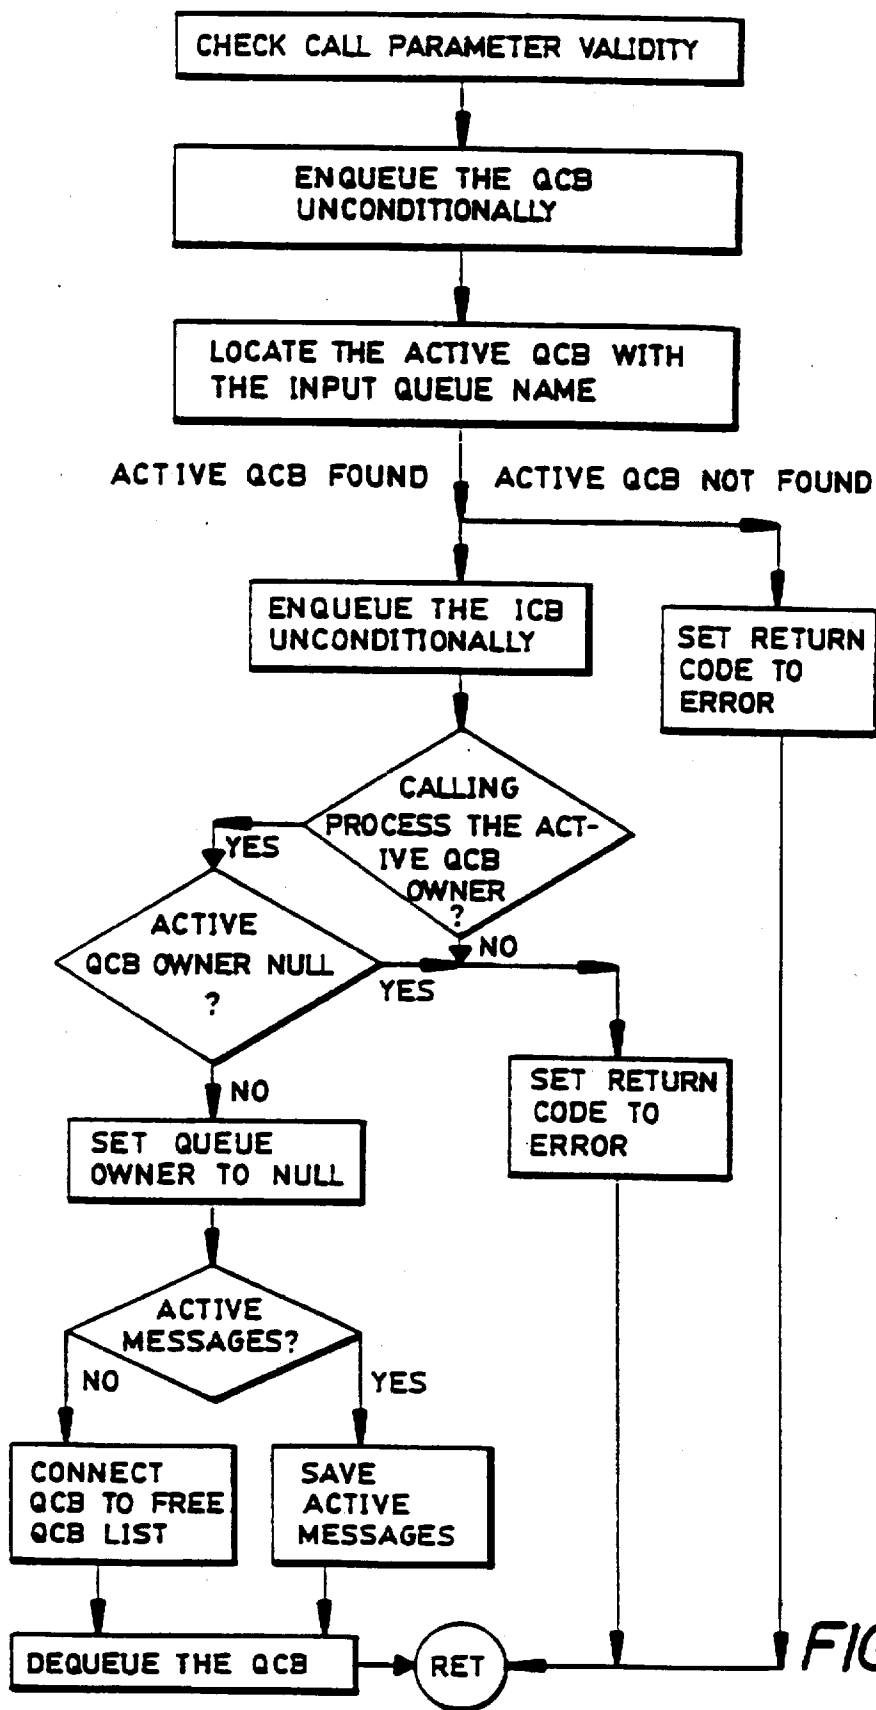 CHECK CALL PARAMETER VALIDITY
ENQUEUE THE QCB
UNCONDITIONALLY
LOCATE THE ACTIVE QCB WITH
THE INPUT QUEUE NAME
ACTIVE QCB FOUND
ACTIVE QCB NOT FOUND
ENQUEUE THE ICB
UNCONDITIONALLY
SET RETURN
CODE TO
ERROR
CALLING
PROCESS THE ACT-
IVE QCB
OWNER
?
YES
NO
ACTIVE
QCB OWNER NULL
?
YES
NO
SET RETURN
CODE TO
ERROR
SET QUEUE
OWNER TO NULL
ACTIVE
MESSAGES?
NO
YES
CONNECT
QCB TO FREE
QCB LIST
SAVE
ACTIVE
MESSAGES
DEQUEUE THE QCB
RET
FIG